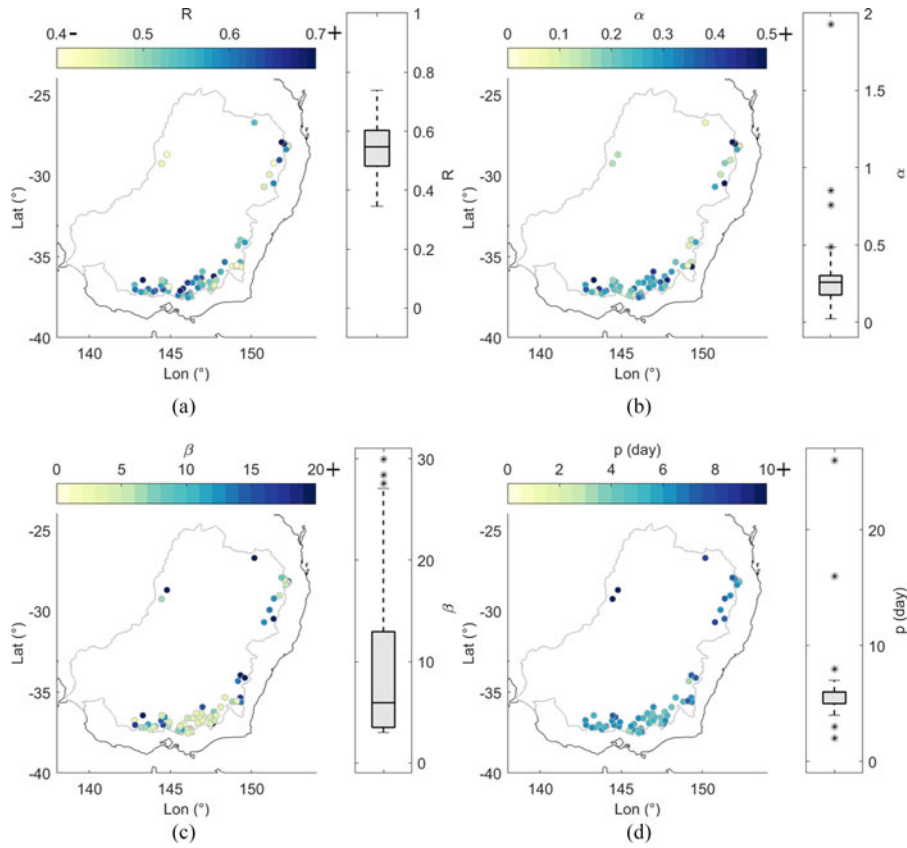 R
0.4- 0.5 0.6 0.7+
-25
-30
-35
-40
Lat (°)
140 145 150
Lon (°)
1
0.8
0.6
0.4
0.2
0
R
(a)
α
0 0.1 0.2 0.3 0.4 0.5+
-25
-30
-35
-40
Lat (°)
140 145 150
Lon (°)
2
1.5
1
0.5
0
α
(b)
β
0 5 10 15 20+
-25
-30
-35
-40
Lat (°)
140 145 150
Lon (°)
30
20
10
0
β
(c)
p (day)
0 2 4 6 8 10+
-25
-30
-35
-40
Lat (°)
140 145 150
Lon (°)
20
10
0
p (day)
(d)